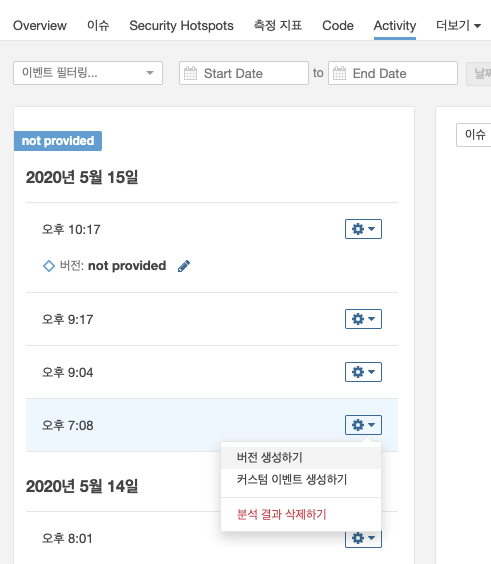 Overview 이슈 Security Hotspots 측정 지표 Code Activity 더보기
이벤트 필터링... Start Date to End Date 날짜
not provided
이슈
2020년 5월 15일
오후 10:17
버전: not provided
오후 9:17
오후 9:04
오후 7:08
버전 생성하기
커스텀 이벤트 생성하기
2020년 5월 14일
분석 결과 삭제하기
오후 8:01